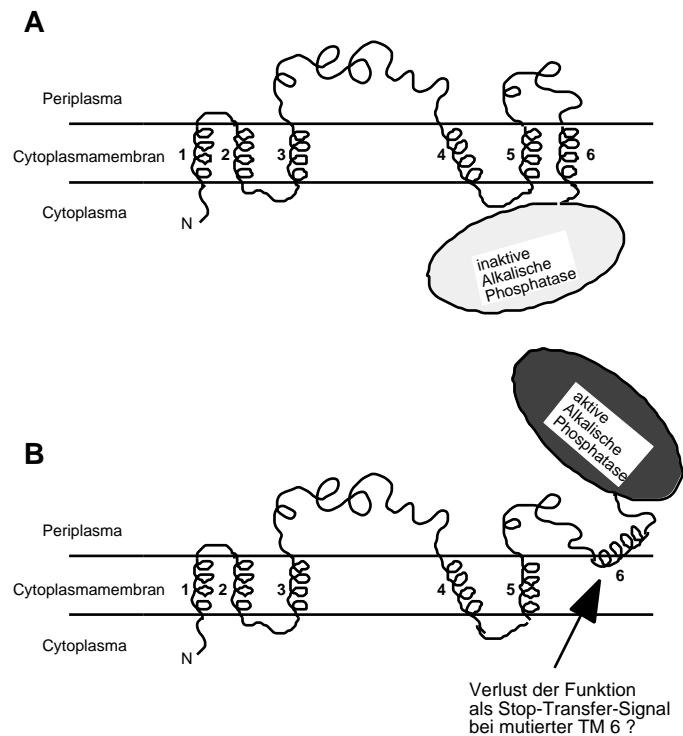 A
Periplasma
Cytoplasmamembran
1
2
3
4
5
6
Cytoplasma
N
inaktive
Alkalische
Phosphatase
aktive
Alkalische
Phosphatase
B
Periplasma
Cytoplasmamembran
1
2
3
4
5
6
Cytoplasma
N
Verlust der Funktion
als Stop-Transfer-Signal
bei mutierter TM 6 ?